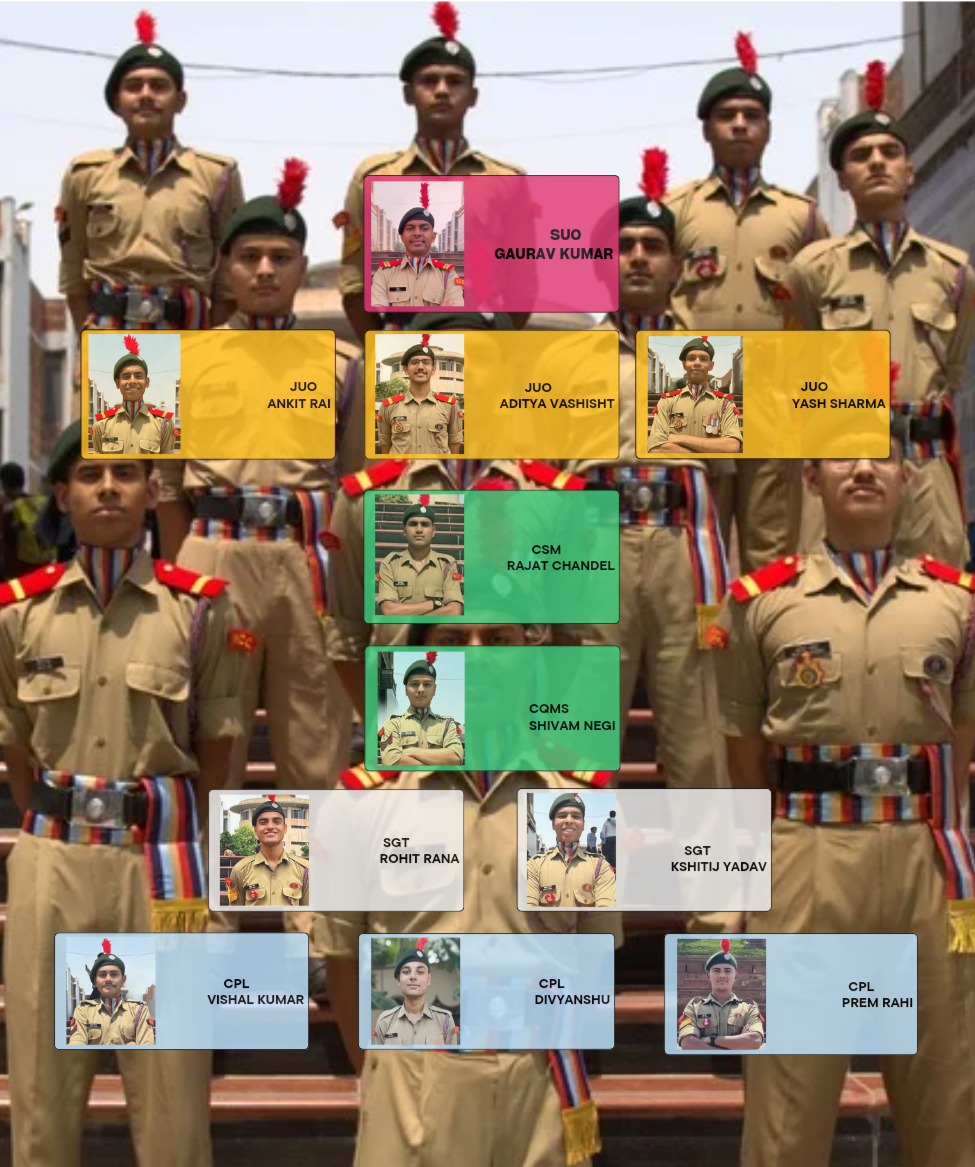 SUO
GAURAV KUMAR
JUO
ANKIT RAI
JUO
ADITYA VASHISHT
JUO
YASH SHARMA
CSM
RAJAT CHANDEL
CQMS
SHIVAM NEGI
SGT
ROHIT RANA
SGT
KSHITIJ YADAV
CPL
VISHAL KUMAR
CPL
DIVYANSHU
CPL
PREM RAHI